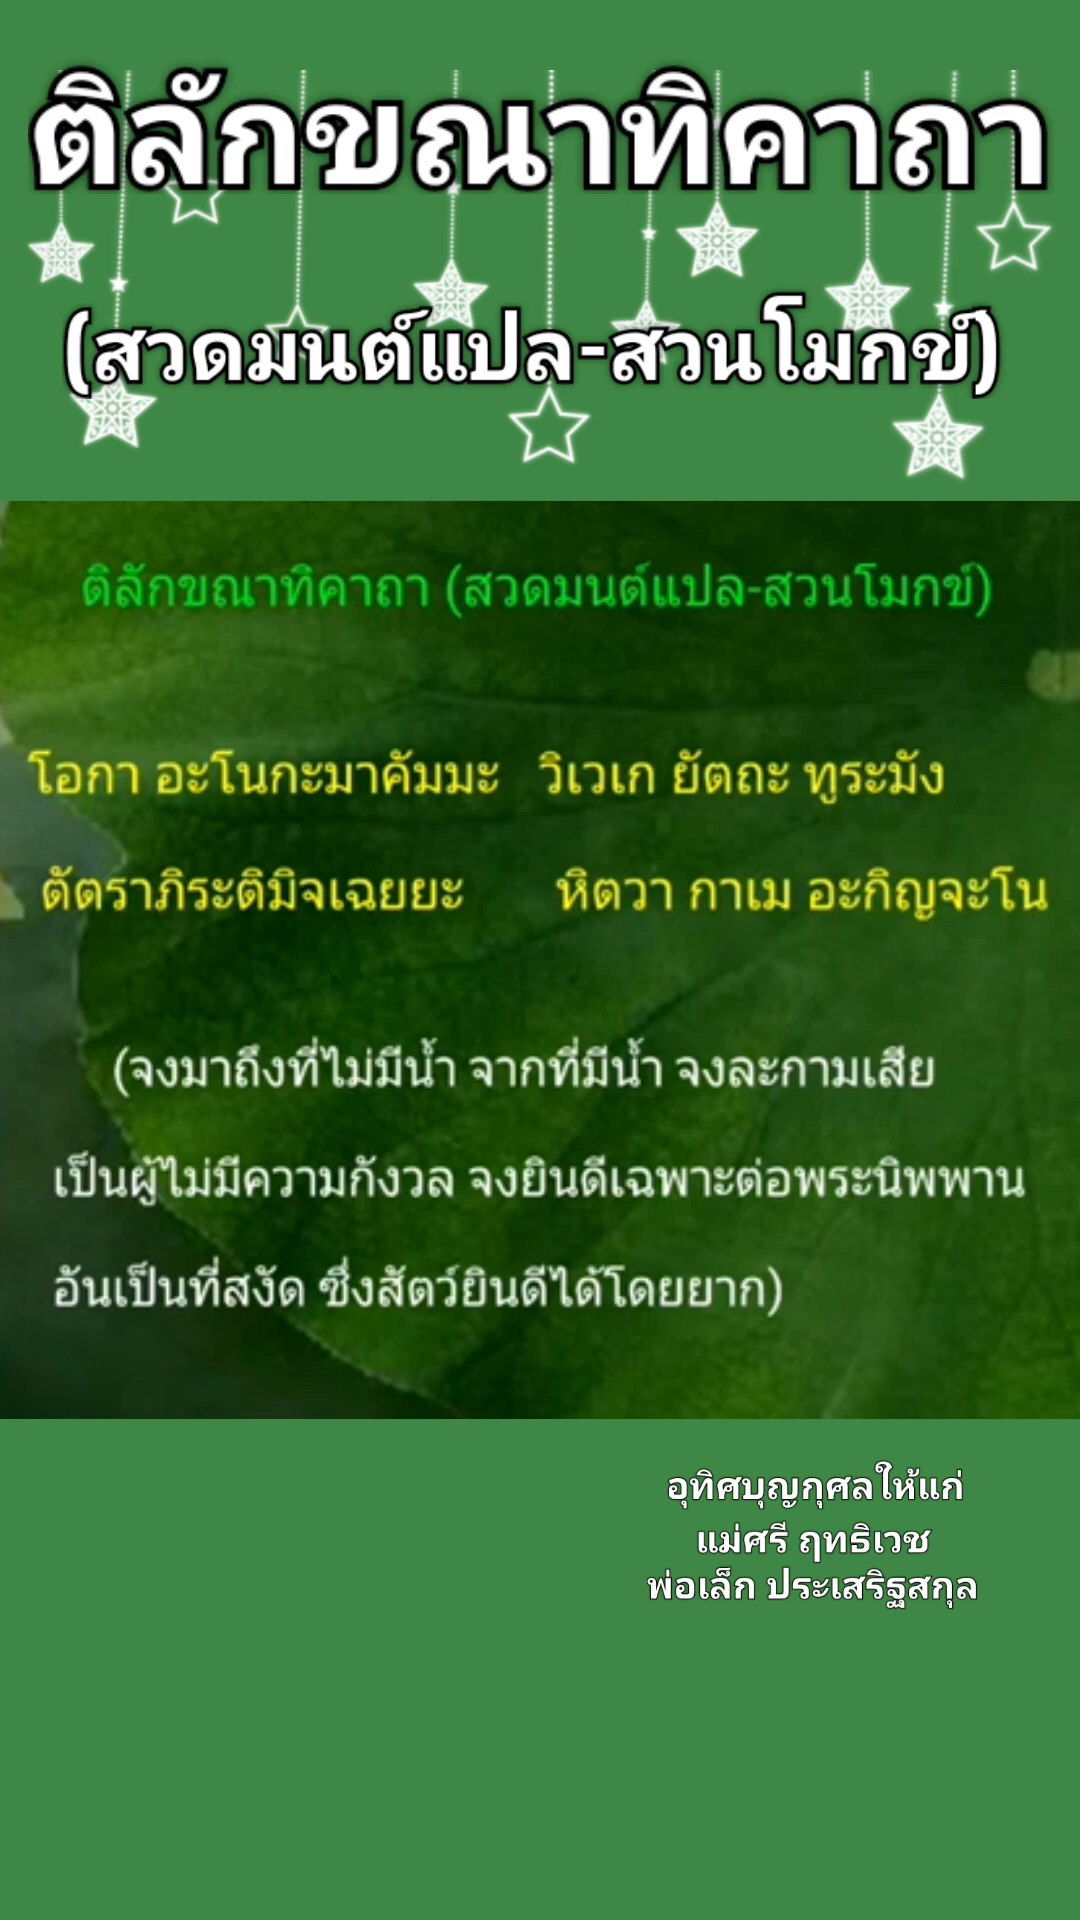 ติลักขณาทิคาถา
(สวดมนต์แปล-สวนโมกข์)
ติลักขณาทิคาถา (สวดมนต์แปล-สวนโมกข์)
โอกา อะโนกะมาคัมมะ วิเวเก ยัตถะ ทูระมัง
ตัตราภิระติมิจเฉยยะ หิตวา กาเม อะกิญจะโน
(จงมาถึงที่ไม่มีน้ำ จากที่มีน้ำ จงละกามเสีย
เป็นผู้ไม่มีความกังวล จงยินดีเฉพาะต่อพระนิพพาน
อันเป็นที่สงัด ซึ่งสัตว์ยินดีได้โดยยาก)
อุทิศบุญกุศลให้แก่
แม่ศรี ฤทธิเวช
พ่อเล็ก ประเสริฐสกุล